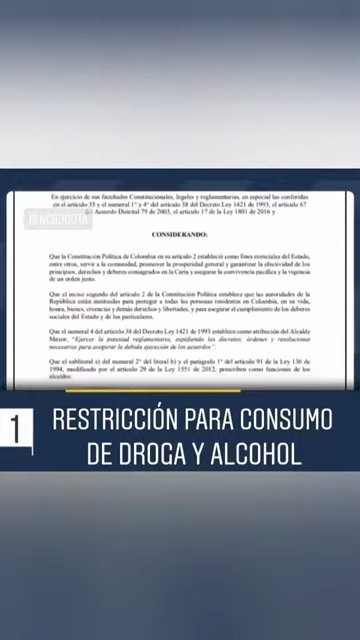 En ejercicio de sus facultades Constitucionales, legales y reglamentarias, en especial las conferidas
en el artículo 35 y el numeral 1° y 4° del artículo 38 del Decreto Ley 1421 de 1993, el artículo 67
del Acuerdo Distrital 79 de 2003, el artículo 17 de la Ley 1801 de 2016 y
CONSIDERANDO:
Que la Constitución Política de Colombia en su artículo 2 estableció como fines esenciales del Estado,
entre otros, servir a la comunidad, promover la prosperidad general y garantizar la efectividad de los
principios, derechos y deberes consagrados en la Carta y asegurar la convivencia pacífica y la vigencia
de un orden justo.
Que el inciso segundo del artículo 2 de la Constitución Política establece que las autoridades de la
República están instituidas para proteger a todas las personas residentes en Colombia, en su vida,
honra, bienes, creencias y demás derechos y libertades, y para asegurar el cumplimiento de los deberes
sociales del Estado y de los particulares.
Que el numeral 4 del artículo 38 del Decreto Ley 1421 de 1993 establece como atribución del Alcalde
Mayor, "Ejercer la potestad reglamentaria, expidiendo los decretos, órdenes y resoluciones
necesarios para asegurar la debida ejecución de los acuerdos".
Que el subliteral c) del numeral 2° del literal b) y el parágrafo 1° del artículo 91 de la Ley 136 de
1994, modificado por el artículo 29 de la Ley 1551 de 2012, prescriben como funciones de los
alcaldes:
1
RESTRICCIÓN PARA CONSUMO
DE DROGA Y ALCOHOL